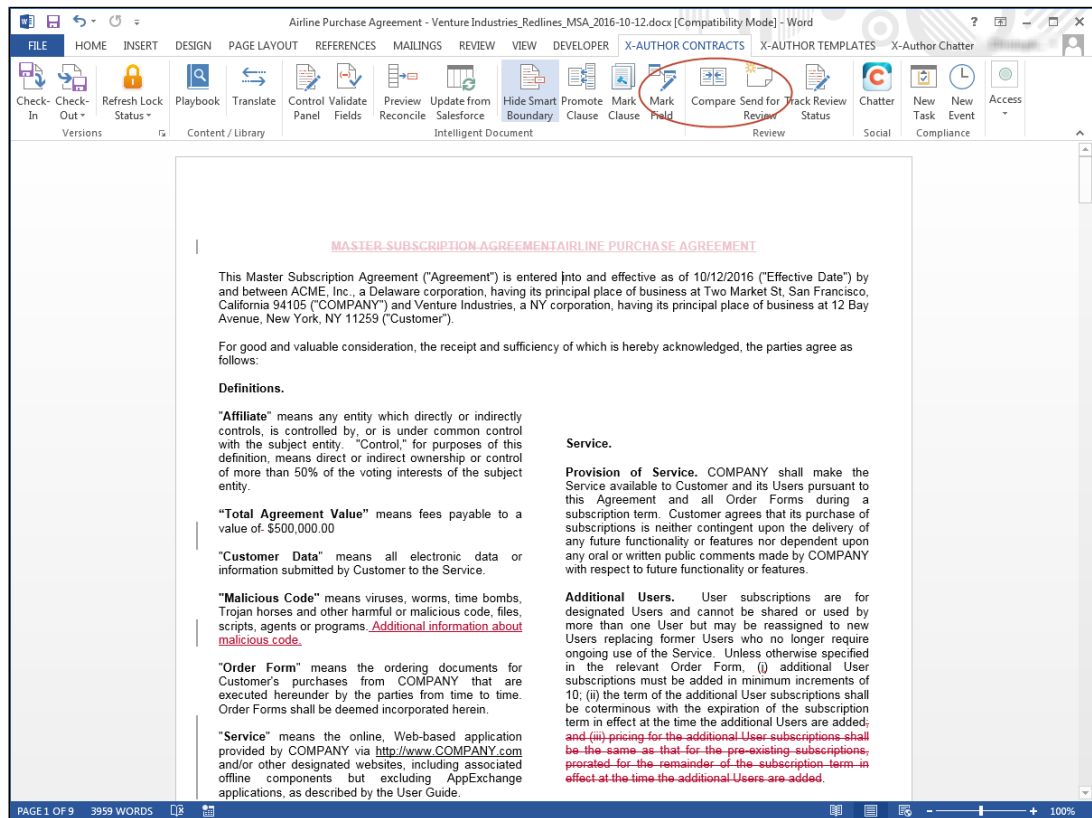 Airline Purchase Agreement - Venture Industries_Redlines_MSA_2016-10-12.docx [Compatibility Mode] - Word
FILE HOME INSERT DESIGN PAGE LAYOUT REFERENCES MAILINGS REVIEW VIEW DEVELOPER X-AUTHOR CONTRACTS X-AUTHOR TEMPLATES X-Author Chatter
Check- Check- Refresh Lock Playbook Translate Control Validate Preview Update from Hide Smart Promote Mark Mark Compare Send for Track Review Chatter New New Access
In Out Status Panel Fields Reconcile Salesforce Boundary Clause Clause Field Review Status Task Event
Versions Content / Library Intelligent Document Review Social Compliance
MASTER SUBSCRIPTION AGREEMENTAIRLINE PURCHASE AGREEMENT
This Master Subscription Agreement ("Agreement") is entered into and effective as of 10/12/2016 ("Effective Date") by
and between ACME, Inc., a Delaware corporation, having its principal place of business at Two Market St, San Francisco,
California 94105 ("COMPANY") and Venture Industries, a NY corporation, having its principal place of business at 12 Bay
Avenue, New York, NY 11259 ("Customer").
For good and valuable consideration, the receipt and sufficiency of which is hereby acknowledged, the parties agree as
follows:
Definitions.
"Affiliate" means any entity which directly or indirectly
controls, is controlled by, or is under common control
with the subject entity. "Control," for purposes of this
definition, means direct or indirect ownership or control
of more than 50% of the voting interests of the subject
entity.
“Total Agreement Value” means fees payable to a
value of- $500,000.00
"Customer Data" means all electronic data or
information submitted by Customer to the Service.
"Malicious Code" means viruses, worms, time bombs,
Trojan horses and other harmful or malicious code, files,
scripts, agents or programs. Additional information about
malicious code.
"Order Form" means the ordering documents for
Customer's purchases from COMPANY that are
executed hereunder by the parties from time to time.
Order Forms shall be deemed incorporated herein.
"Service" means the online, Web-based application
provided by COMPANY via http://www.COMPANY.com
and/or other designated websites, including associated
offline components but excluding AppExchange
applications, as described by the User Guide.
Service.
Provision of Service. COMPANY shall make the
Service available to Customer and its Users pursuant to
this Agreement and all Order Forms during a
subscription term. Customer agrees that its purchase of
subscriptions is neither contingent upon the delivery of
any future functionality or features nor dependent upon
any oral or written public comments made by COMPANY
with respect to future functionality or features.
Additional Users. User subscriptions are for
designated Users and cannot be shared or used by
more than one User but may be reassigned to new
Users replacing former Users who no longer require
ongoing use of the Service. Unless otherwise specified
in the relevant Order Form, (i) additional User
subscriptions must be added in minimum increments of
10; (ii) the term of the additional User subscriptions shall
be coterminous with the expiration of the subscription
term in effect at the time the additional Users are added;
and (iii) pricing for the additional User subscriptions shall
be the same as that for the pre-existing subscriptions,
prorated for the remainder of the subscription term in
effect at the time the additional Users are added.
PAGE 1 OF 9 3959 WORDS 100%